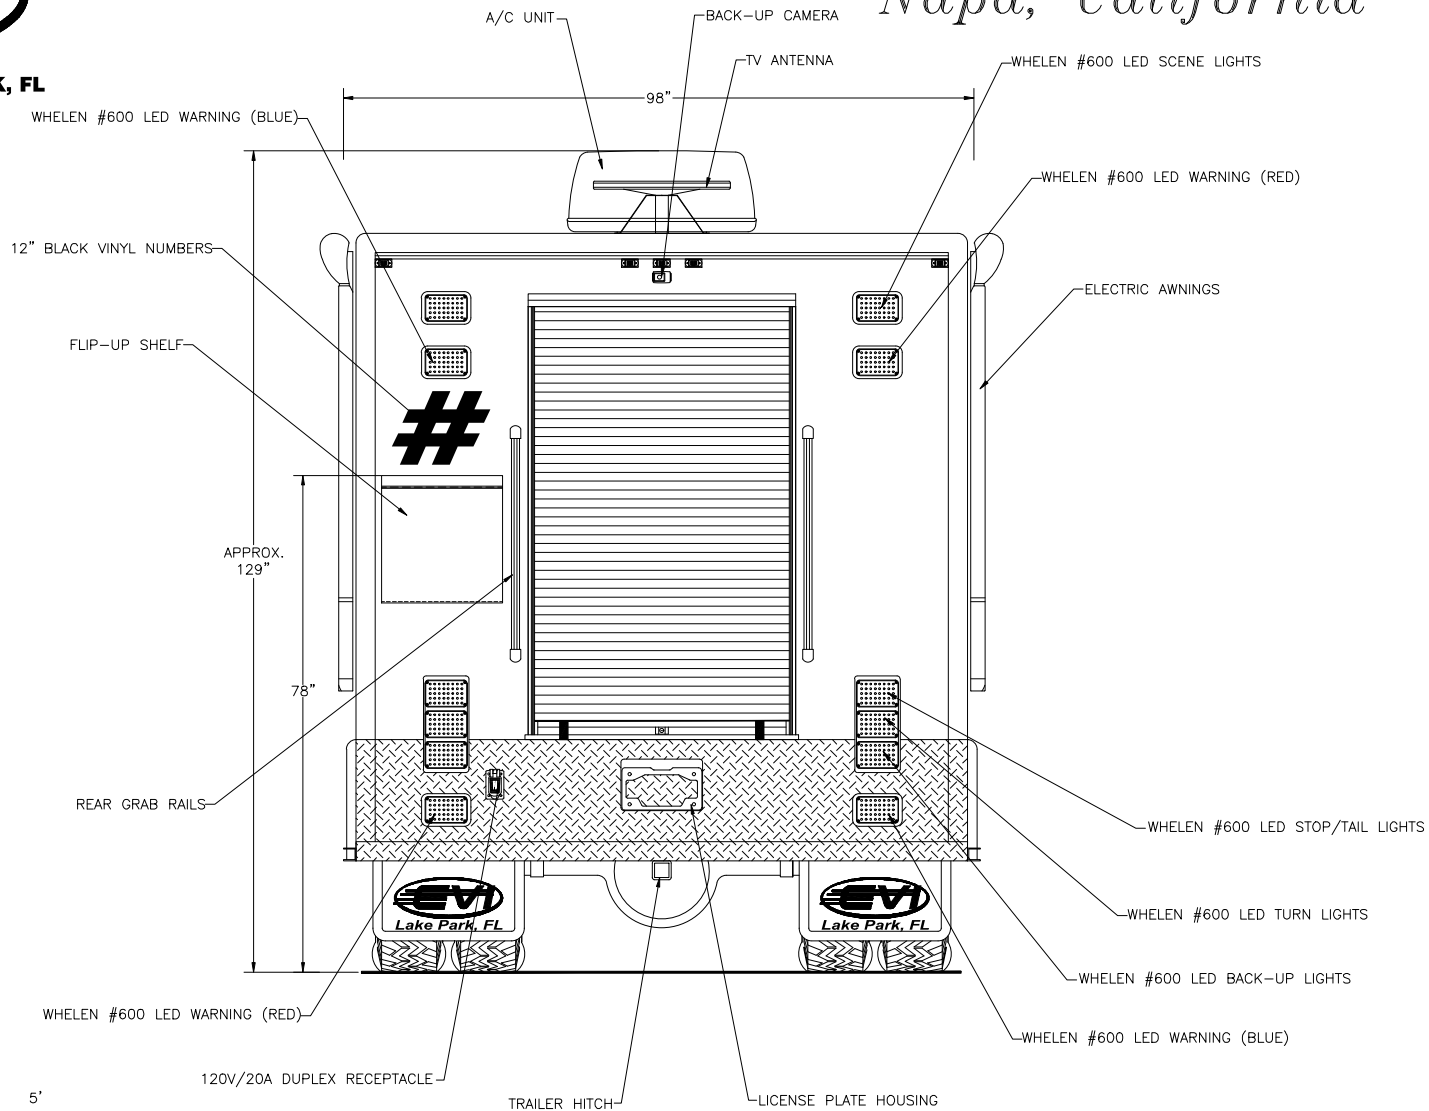 Napa, California
A/C UNIT
BACK-UP CAMERA
TV ANTENNA
WHELEN #600 LED SCENE LIGHTS
FL
98"
WHELEN #600 LED WARNING (BLUE)
WHELEN #600 LED WARNING (RED)
12" BLACK VINYL NUMBERS
ELECTRIC AWNINGS
FLIP-UP SHELF
#
APPROX.
129"
78"
REAR GRAB RAILS
WHELEN #600 LED STOP/TAIL LIGHTS
EVI
Lake Park, FL
EVI
Lake Park, FL
WHELEN #600 LED TURN LIGHTS
WHELEN #600 LED BACK-UP LIGHTS
WHELEN #600 LED WARNING (RED)
WHELEN #600 LED WARNING (BLUE)
120V/20A DUPLEX RECEPTACLE
5'
TRAILER HITCH
LICENSE PLATE HOUSING